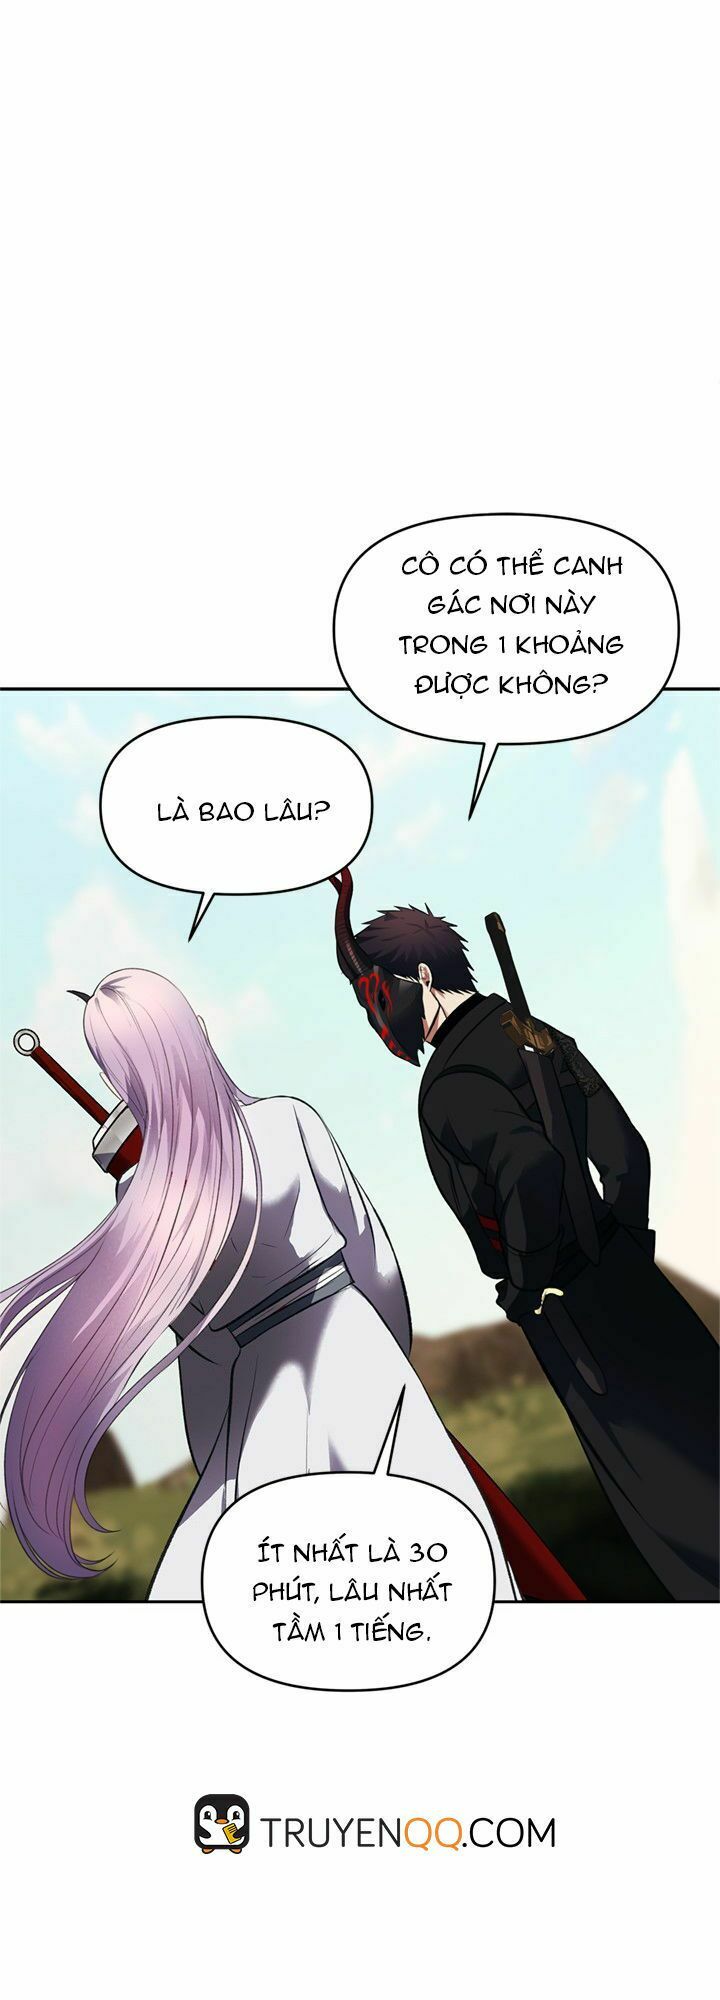 CÔ CÓ THỂ CANH
GÁC NƠI NÀY
TRONG 1 KHOẢNG
ĐƯỢC KHÔNG?
LÀ BAO LÂU?
ÍT NHẤT LÀ 30
PHÚT, LÂU NHẤT
TẦM 1 TIẾNG.
TRUYENQQ.COM